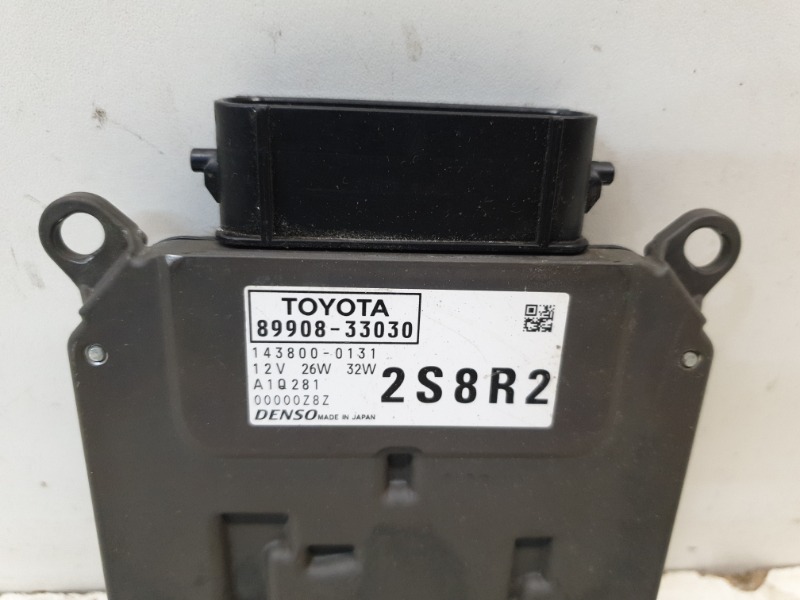 TOYOTA
89908-33030
143800-0131
12V 26W 32W
A1Q281
00000Z8Z
2S8R2
DENSO MADE IN JAPAN